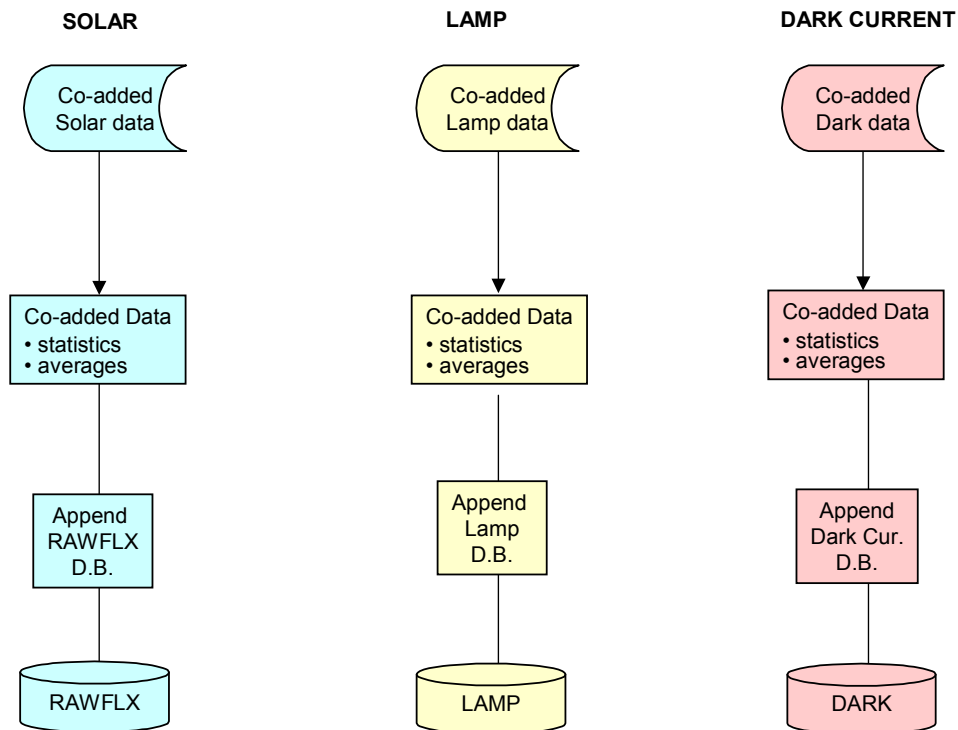 SOLAR
LAMP
DARK CURRENT
Co-added
Solar data
Co-added
Lamp data
Co-added
Dark data
Co-added Data
• statistics
• averages
Co-added Data
• statistics
• averages
Co-added Data
• statistics
• averages
Append
RAWFLX
D.B.
Append
Lamp
D.B.
Append
Dark Cur.
D.B.
RAWFLX
LAMP
DARK